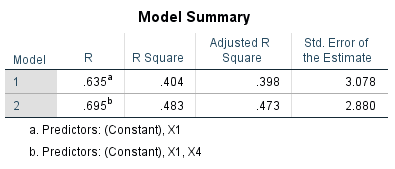 Model Summary
Model R R Square Adjusted R Square Std. Error of the Estimate
1 .635a .404 .398 3.078
2 .695b .483 .473 2.880
a. Predictors: (Constant), X1
b. Predictors: (Constant), X1, X4